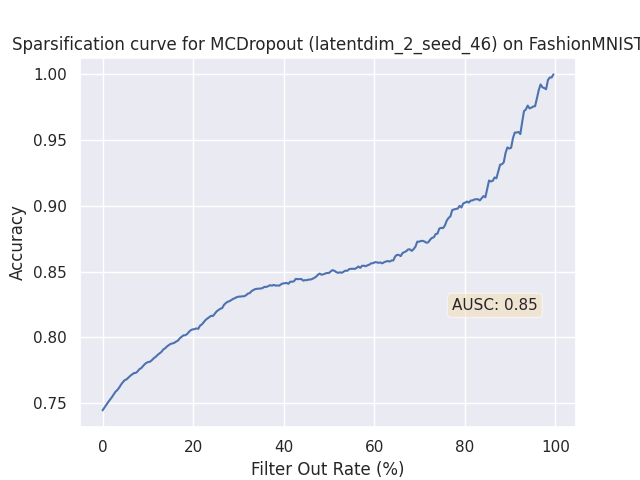 Sparsification curve for MCDropout (latentdim_2_seed_46) on FashionMNIST
1.00
0.95
0.90
0.85
0.80
0.75
Accuracy
AUSC: 0.85
0 20 40 60 80 100
Filter Out Rate (%)